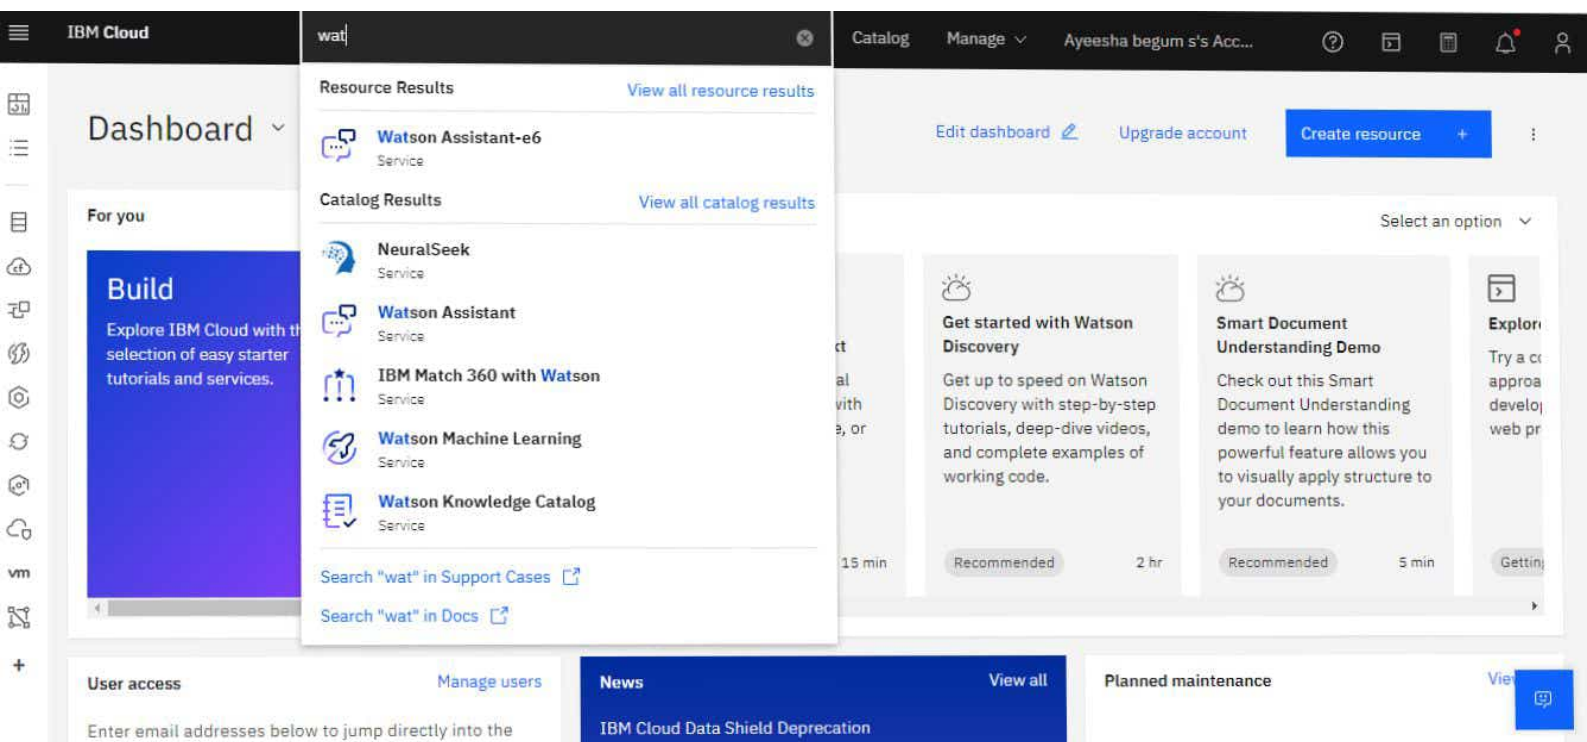 IBM Cloud
wat
Catalog
Manage
Ayeesha begum s's Acc...
Resource Results
View all resource results
Watson Assistant-e6
Service
Catalog Results
View all catalog results
NeuralSeek
Service
Watson Assistant
Service
IBM Match 360 with Watson
Service
Watson Machine Learning
Service
Watson Knowledge Catalog
Service
Search "wat" in Support Cases
Search "wat" in Docs
Dashboard
Edit dashboard
Upgrade account
Create resource +
For you
Select an option
Build
Explore IBM Cloud with
selection of easy starter
tutorials and services.
or
15 min
Get started with Watson
Discovery
Get up to speed on Watson
Discovery with step-by-step
tutorials, deep-dive videos,
and complete examples of
working code.
Recommended
2 hr
Smart Document
Understanding Demo
Check out this Smart
Document Understanding
demo to learn how this
powerful feature allows you
to visually apply structure to
your documents.
Recommended
5 min
Try a
web
vm
User access
Manage users
Enter email addresses below to jump directly into the
News
View all
IBM Cloud Data Shield Deprecation
Planned maintenance